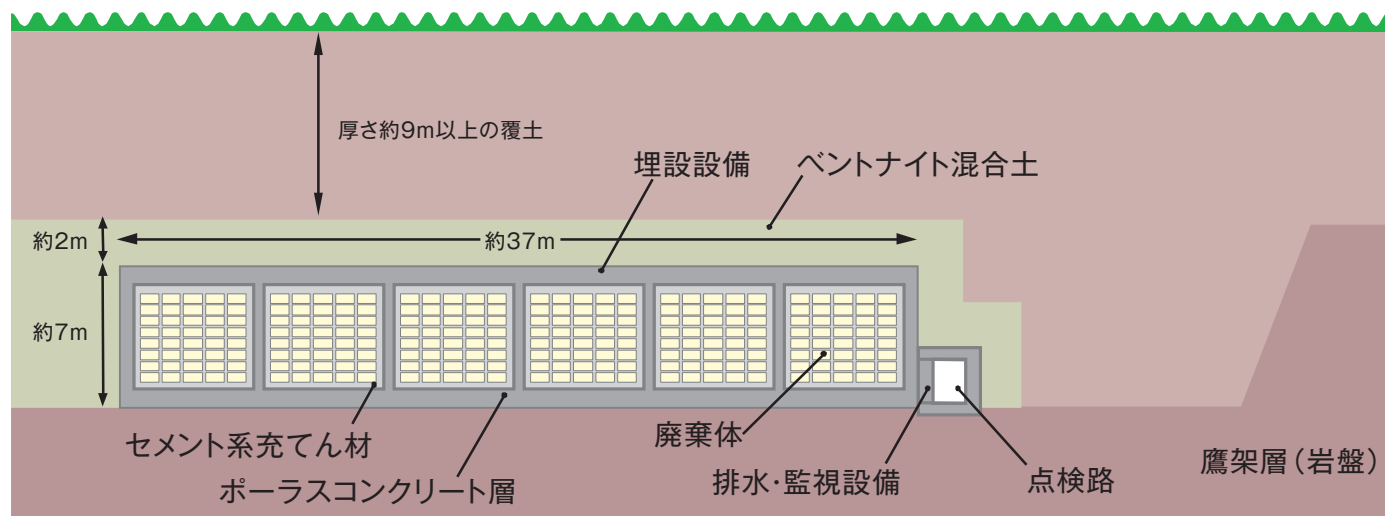 厚さ約9m以上の覆土
埋設設備
ベントナイト混合土
約2m
約37m
約7m
セメント系充てん材
ポーラスコンクリート層
廃棄体
排水・監視設備
点検路
鷹架層（岩盤）